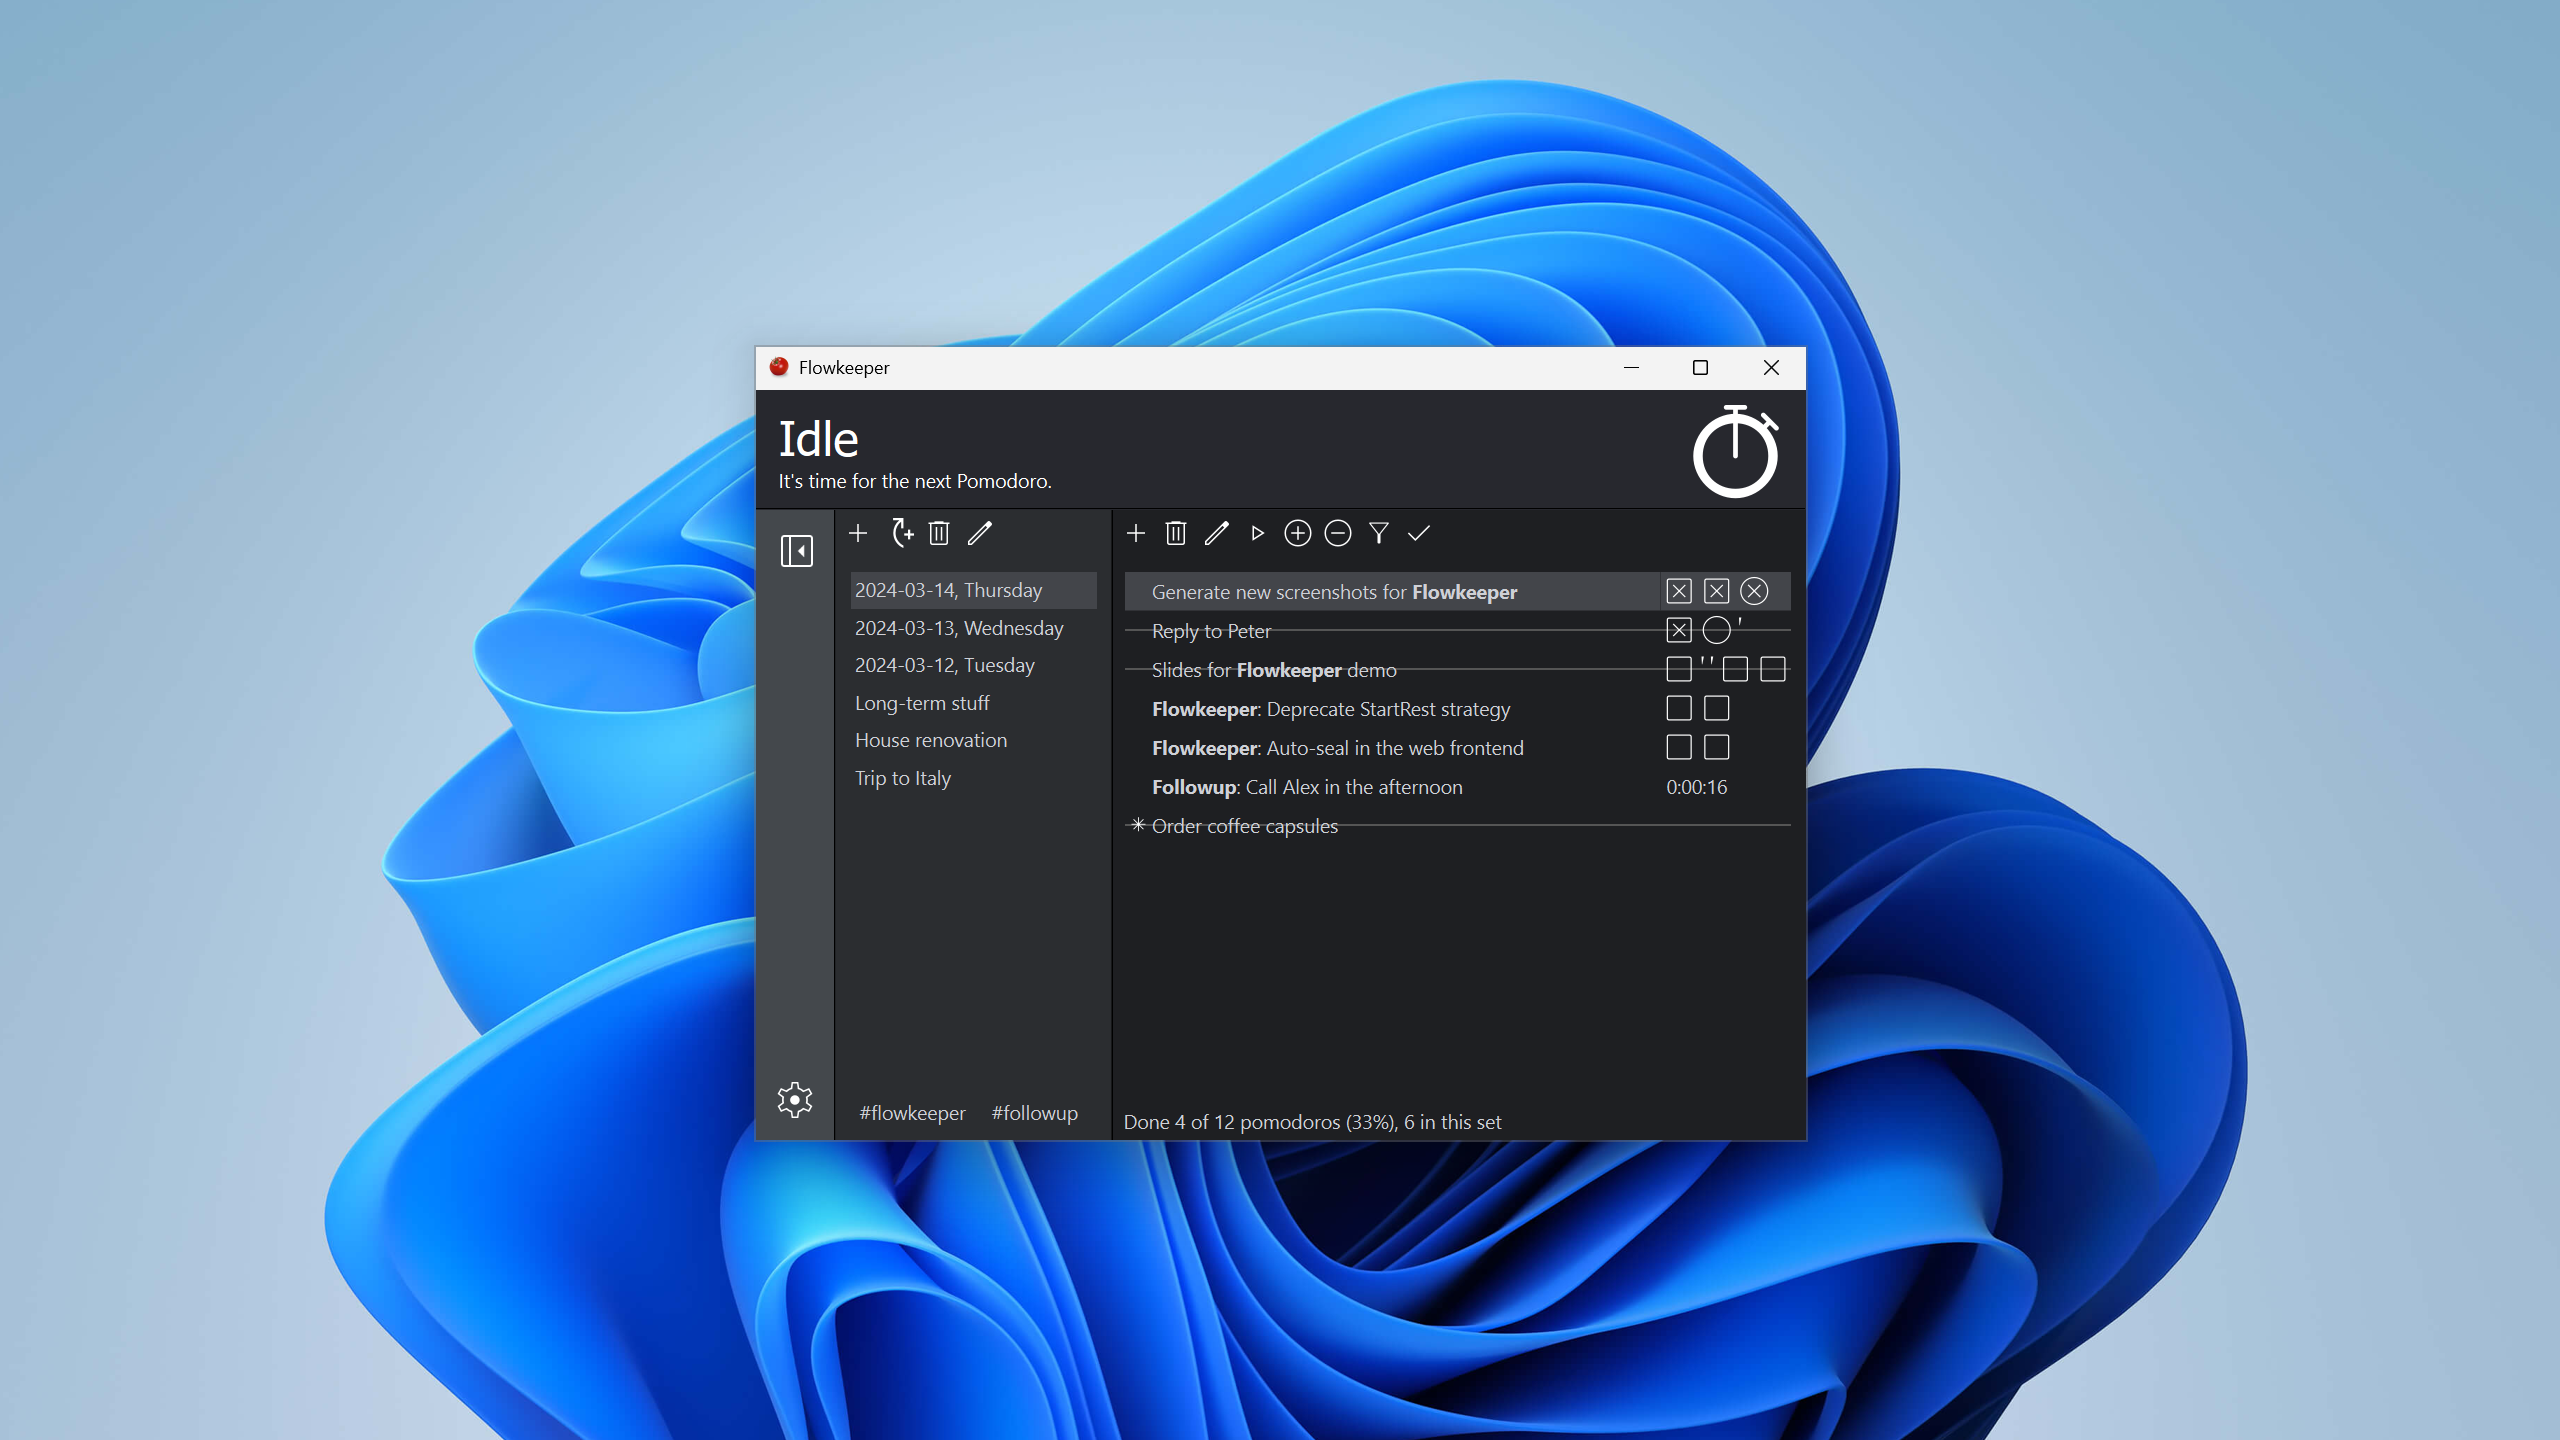 Flowkeeper
Idle
It's time for the next Pomodoro.
2024-03-14, Thursday
2024-03-13, Wednesday
2024-03-12, Tuesday
Long-term stuff
House renovation
Trip to Italy
#flowkeeper #followup
Generate new screenshots for Flowkeeper
Reply to Peter '
Slides for Flowkeeper demo ''
Flowkeeper: Deprecate StartRest strategy
Flowkeeper: Auto-seal in the web frontend
Followup: Call Alex in the afternoon 0:00:16
Order coffee capsules
Done 4 of 12 pomodoros (33%), 6 in this set